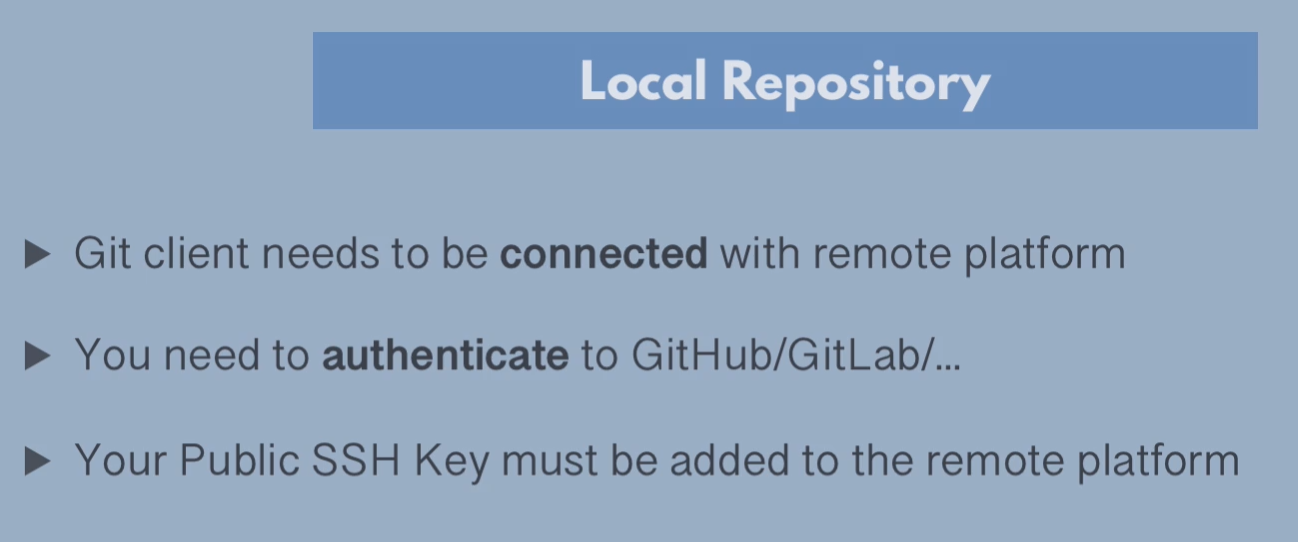 Local Repository
Git client needs to be connected with remote platform
You need to authenticate to GitHub/GitLab/...
Your Public SSH Key must be added to the remote platform